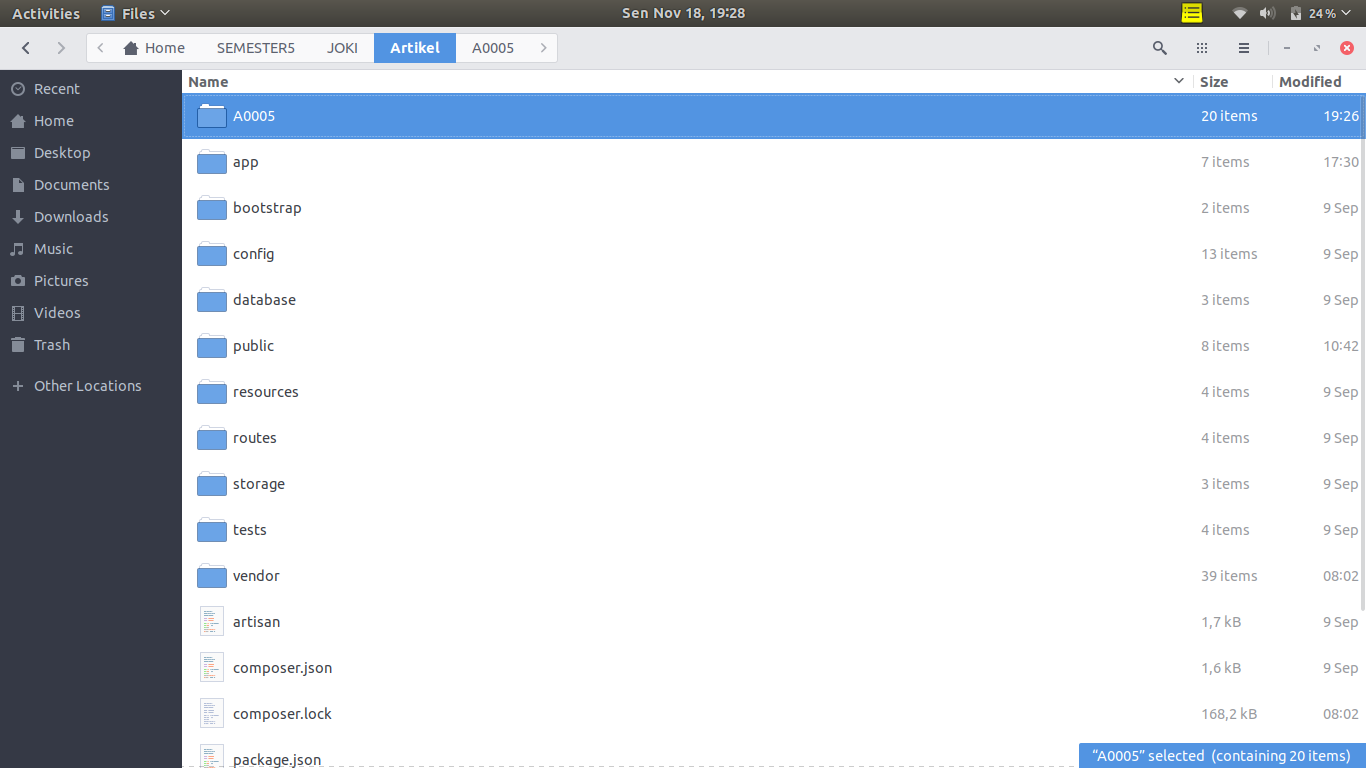 Activities Files Sen Nov 18, 19:28 24 %
Home SEMESTER5 JOKI Artikel A0005
Recent
Home
Desktop
Documents
Downloads
Music
Pictures
Videos
Trash
Other Locations
Name Size Modified
A0005 20 items 19:26
app 7 items 17:30
bootstrap 2 items 9 Sep
config 13 items 9 Sep
database 3 items 9 Sep
public 8 items 10:42
resources 4 items 9 Sep
routes 4 items 9 Sep
storage 3 items 9 Sep
tests 4 items 9 Sep
vendor 39 items 08:02
artisan 1,7 kB 9 Sep
composer.json 1,6 kB 9 Sep
composer.lock 168,2 kB 08:02
package.json
“A0005” selected (containing 20 items)